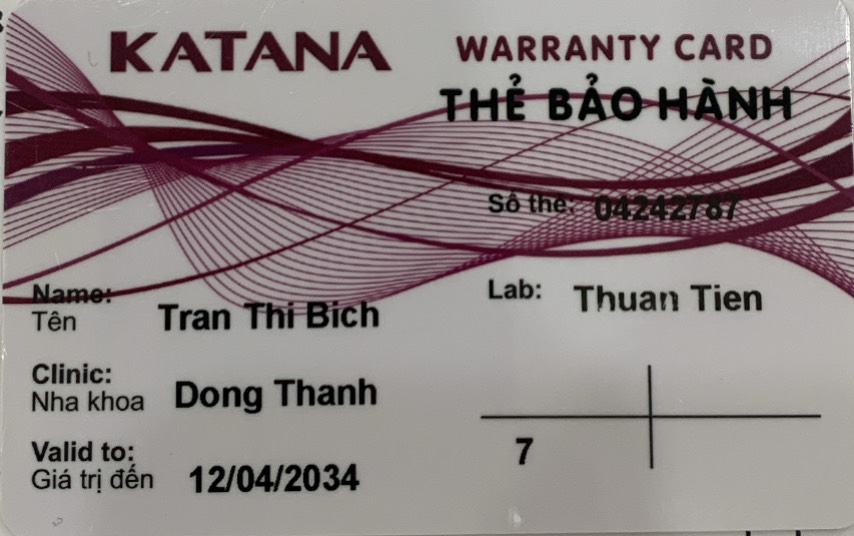 KATANA
WARRANTY CARD
THẺ BẢO HÀNH
Số the: 04242787
Name:
Tên
Tran Thi Bich
Lab: Thuan Tien
Clinic:
Nha khoa
Dong Thanh
Valid to:
Giá trị đến
12/04/2034
7